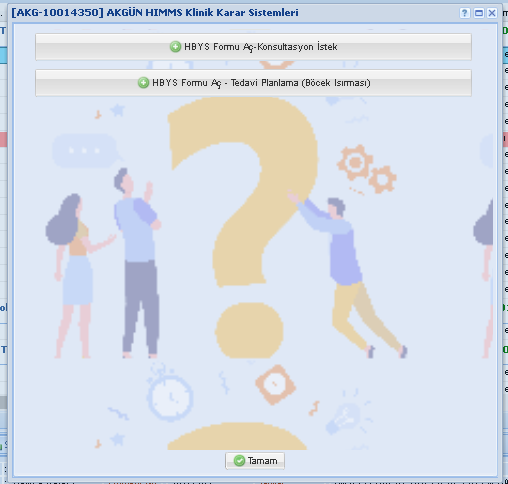 [AKG-10014350] AKGÜN HIMMS Klinik Karar Sistemleri
HBYS Formu Aç-Konsultasyon İstek
HBYS Formu Aç - Tedavi Planlama (Böcek Isırması)
Tamam